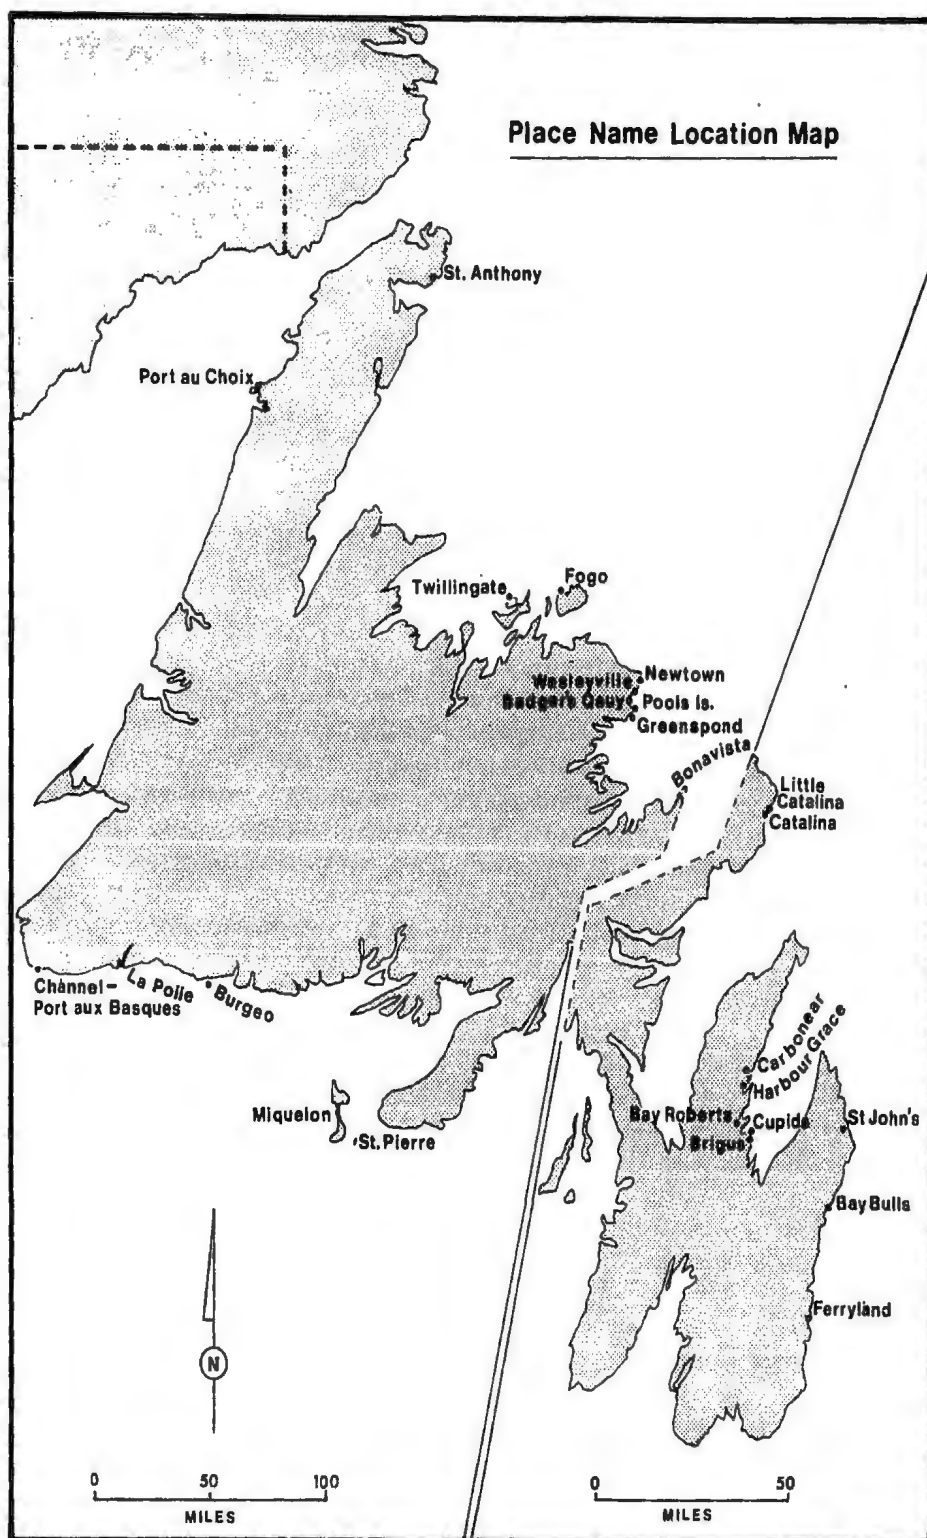 Place Name Location Map
St. Anthony
Port au Choix
Fogo
Twillingate
Newtown
Wesleyville
Badger's Quay
Pools Is.
Greenspond
Bonavista
Little
Catalina
Catalina
Channel –
Port aux Basques
La Poile
Burgeo
Carbonear
Harbour Grace
Miquelon
St. Pierre
Bay Roberts
Cupids
St John's
Brigus
Bay Bulls
Ferryland
N
0 50 100
MILES
0 50
MILES